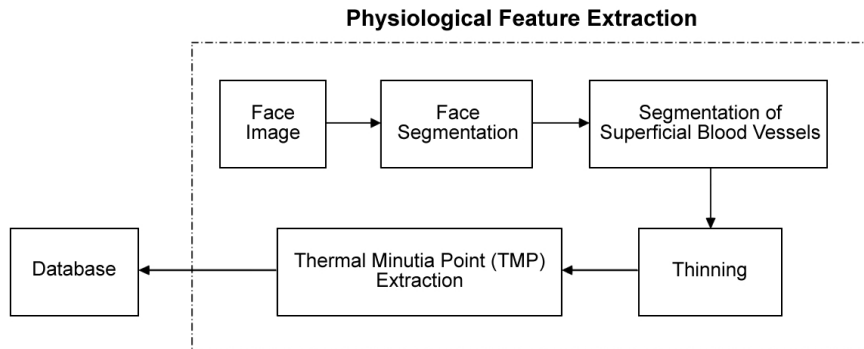 Physiological Feature Extraction
Face
Image
Face
Segmentation
Segmentation of
Superficial Blood Vessels
Database
Thermal Minutia Point (TMP)
Extraction
Thinning